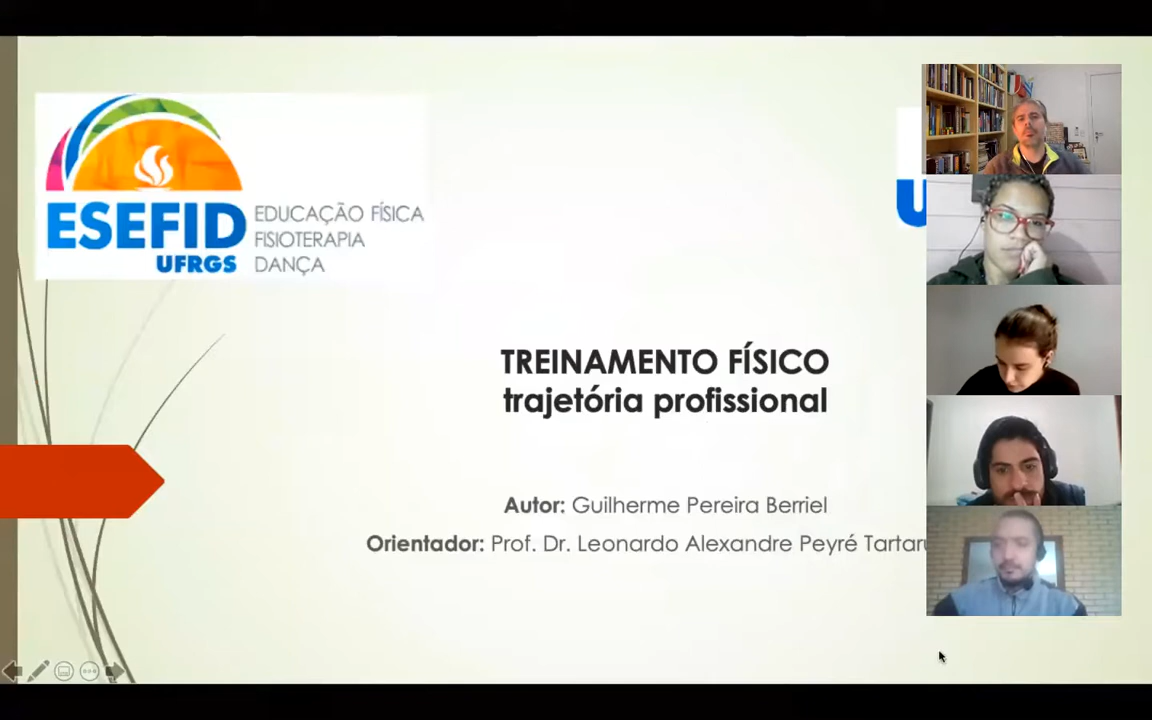 ESEFID
UFRGS
EDUCAÇÃO FÍSICA
FISIOTERAPIA
DANÇA
U
TREINAMENTO FÍSICO
trajetória profissional
Autor: Guilherme Pereira Berriel
Orientador: Prof. Dr. Leonardo Alexandre Peyré